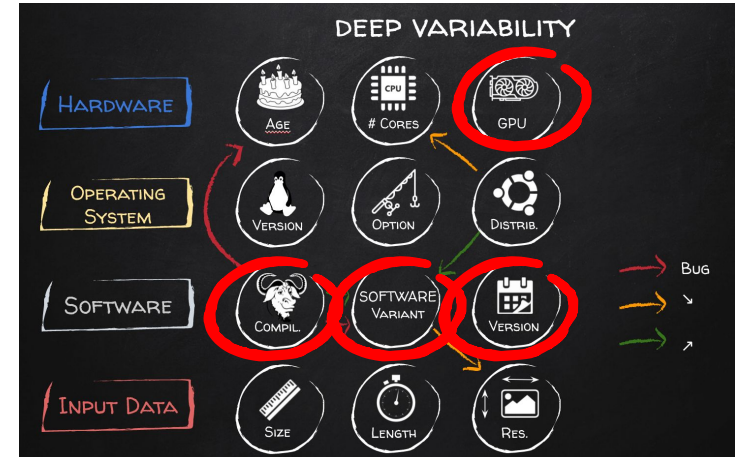 DEEP VARIABILITY
HARDWARE
AGE
CPU
# CORES
GPU
OPERATING
SYSTEM
VERSION
OPTION
DISTRIB.
SOFTWARE
COMPIL.
SOFTWARE
VARIANT
VERSION
BUG
↘
↗
INPUT DATA
SIZE
LENGTH
RES.